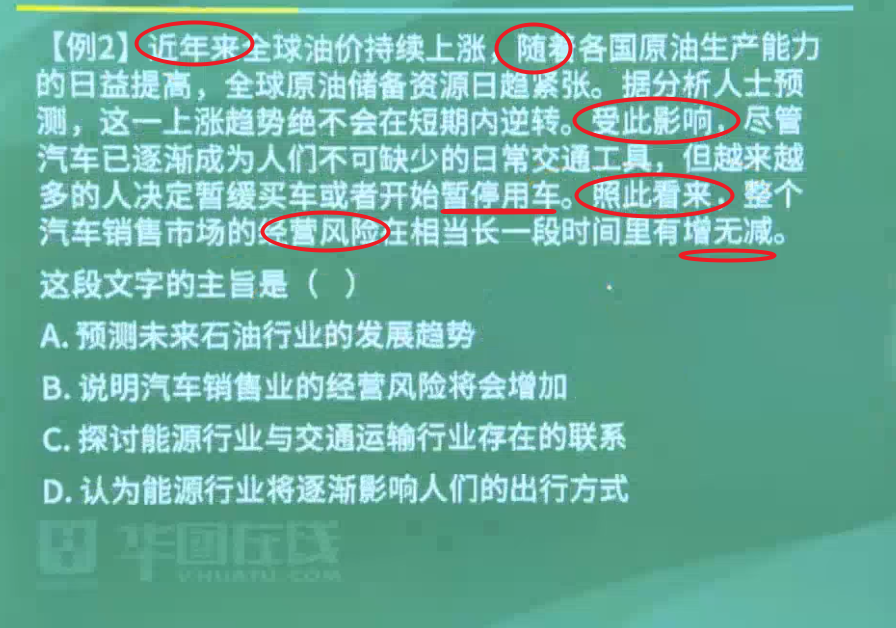 【例2】近年来全球油价持续上涨，随着各国原油生产能力
的日益提高，全球原油储备资源日趋紧张。据分析人士预
测，这一上涨趋势绝不会在短期内逆转。受此影响，尽管
汽车已逐渐成为人们不可缺少的日常交通工具，但越来越
多的人决定暂缓买车或者开始暂停用车。照此看来，整个
汽车销售市场的经营风险在相当长一段时间里有增无减。
这段文字的主旨是（ ）
A. 预测未来石油行业的发展趋势
B. 说明汽车销售业的经营风险将会增加
C. 探讨能源行业与交通运输行业存在的联系
D. 认为能源行业将逐渐影响人们的出行方式
华图在线
V.HUATU.COM